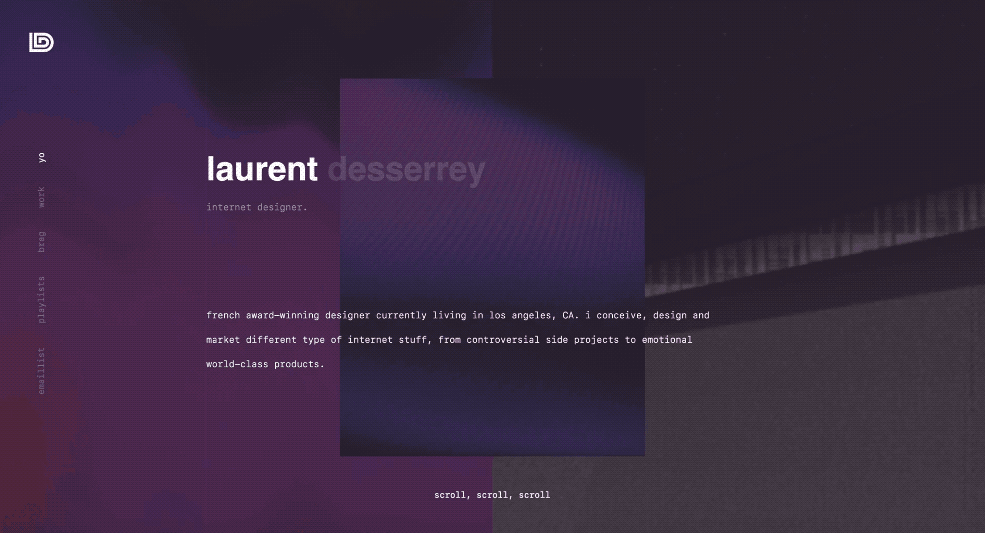 yo
work
brag
playlists
emaillist
laurent desserrey
internet designer.
french award-winning designer currently living in los angeles, CA. i conceive, design and
market different type of internet stuff, from controversial side projects to emotional
world-class products.
scroll, scroll, scroll